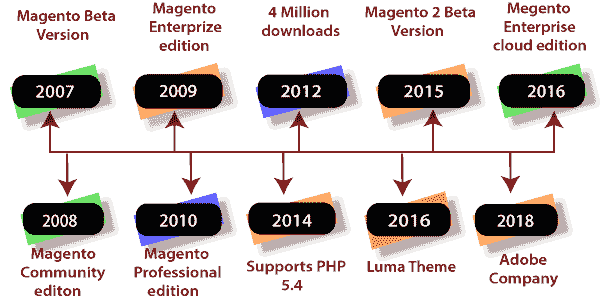 Magento Beta
Version
2007
Magento
Enterprize
edition
2009
4 Million
downloads
2012
Magento 2 Beta
Version
2015
Megento
Enterprise
cloud edition
2016
2008
Magento
Community
editon
2010
Magento
Professional
edition
2014
Supports PHP
5.4
2016
Luma Theme
2018
Adobe
Company